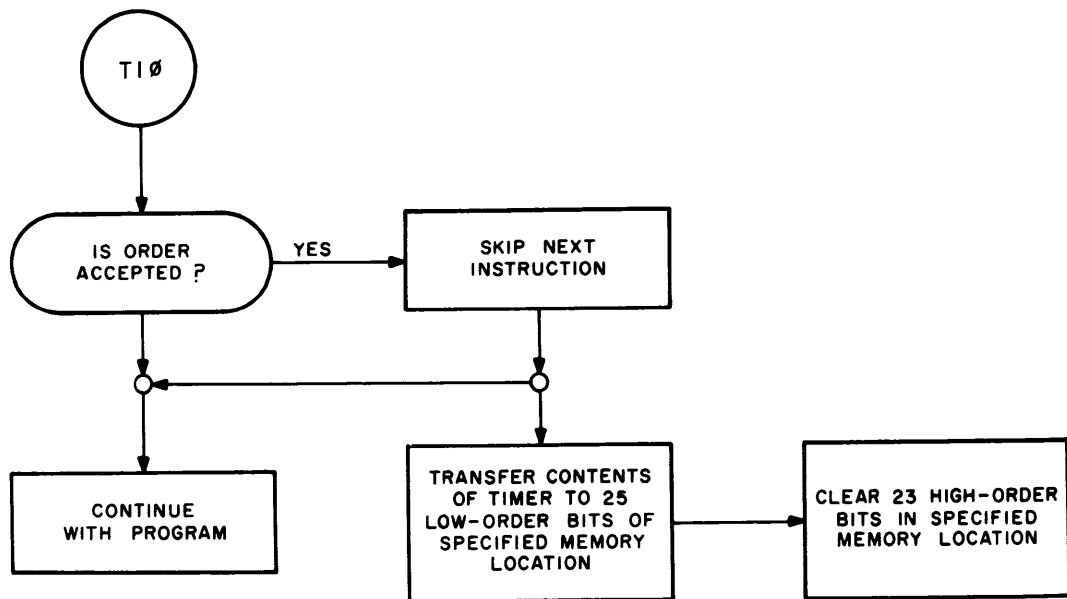 TIØ
IS ORDER
ACCEPTED ?
YES
SKIP NEXT
INSTRUCTION
CONTINUE
WITH PROGRAM
TRANSFER CONTENTS
OF TIMER TO 25
LOW-ORDER BITS OF
SPECIFIED MEMORY
LOCATION
CLEAR 23 HIGH-ORDER
BITS IN SPECIFIED
MEMORY LOCATION